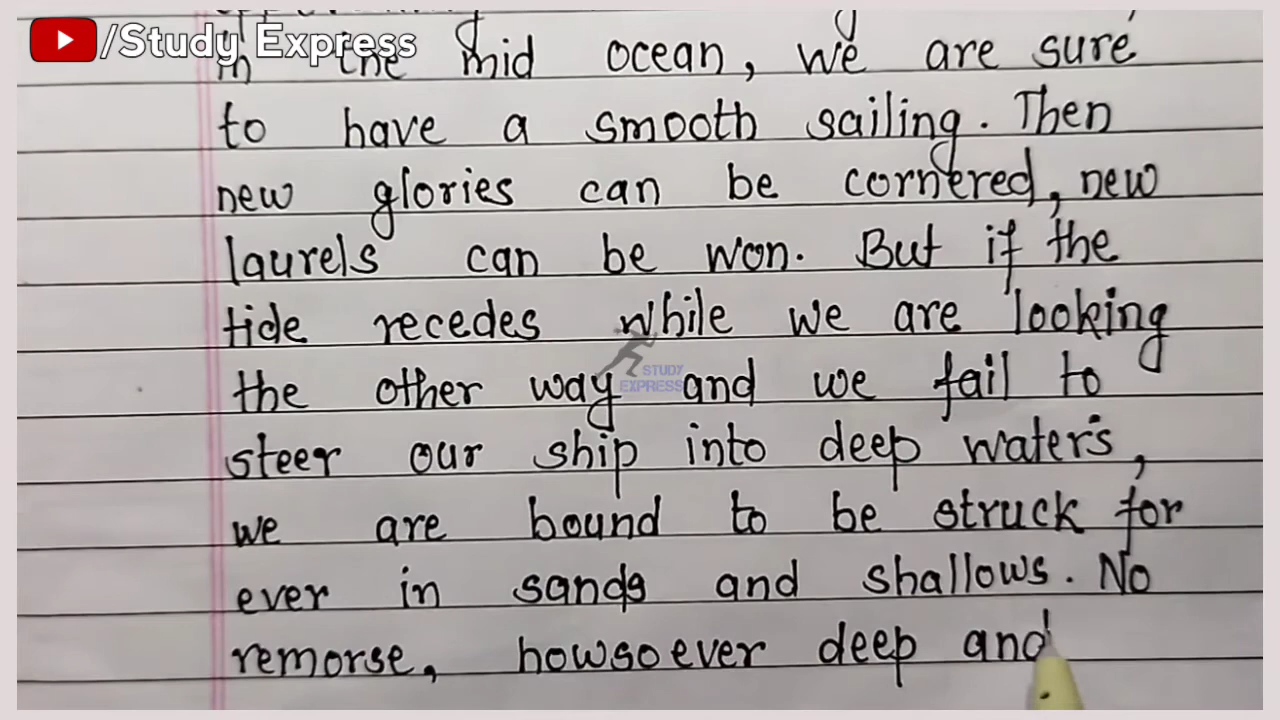 /Study Express
in the mid ocean, we are sure
to have a smooth sailing. Then
new glories can be cornered, new
laurels can be won. But if the
tide recedes while we are looking
the other way and we fail to
STUDY
EXPRESS
steer our ship into deep waters,
we are bound to be struck for
ever in sands and shallows. No
remorse, howsoever deep and